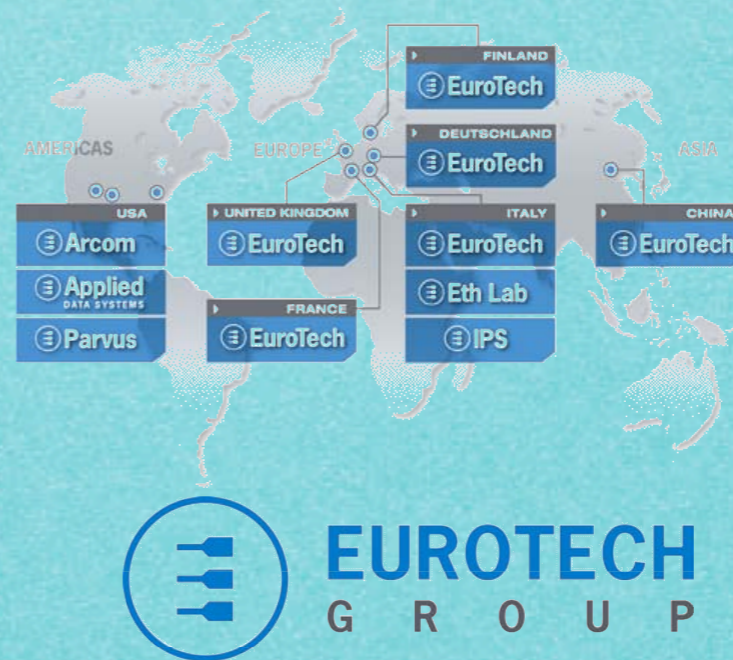 FINLAND
EuroTech
DEUTSCHLAND
EuroTech
AMERICAS
EUROPE
ASIA
USA
Arcom
Applied
DATA SYSTEMS
Parvus
UNITED KINGDOM
EuroTech
FRANCE
EuroTech
ITALY
EuroTech
Eth Lab
IPS
CHINA
EuroTech
EUROTECH
GROUP